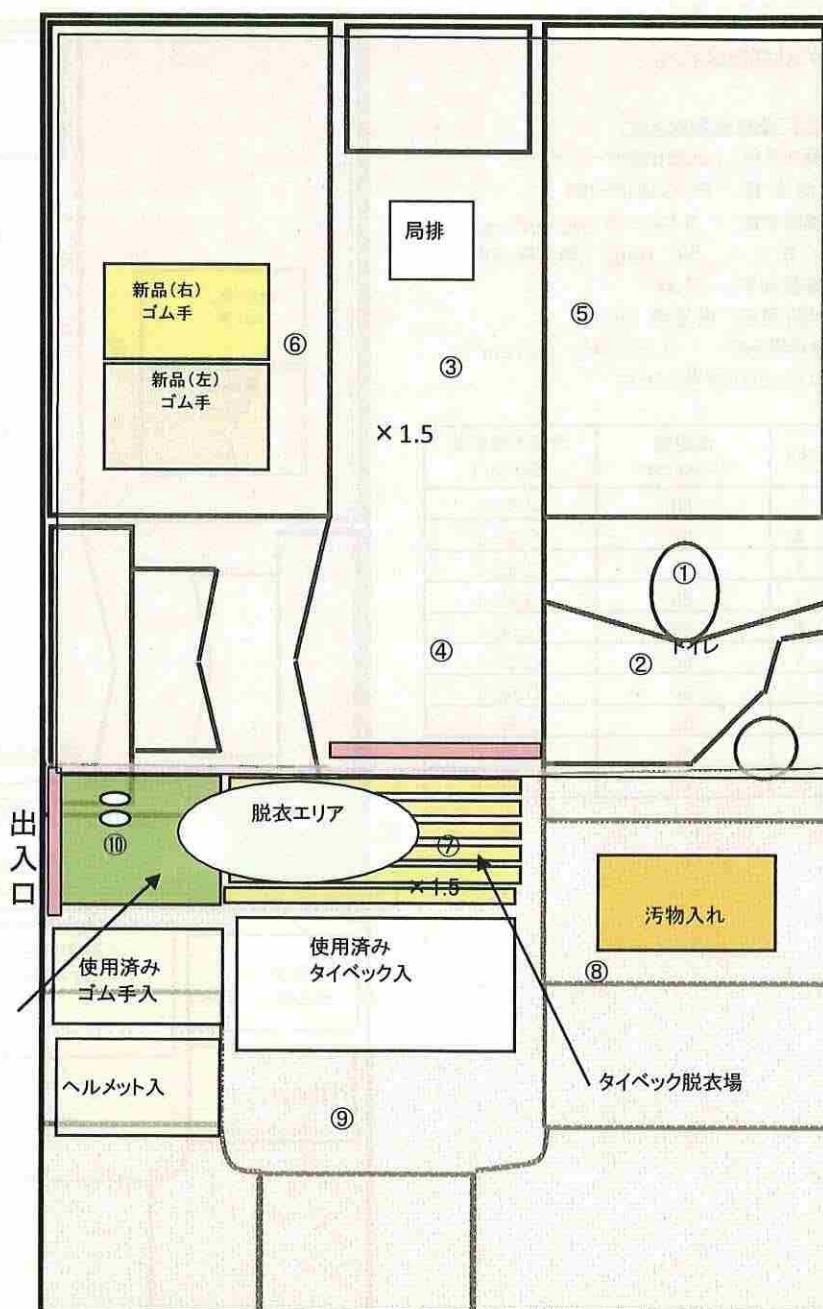 局排
新品(右)
ゴム手
⑥
⑤
③
新品(左)
ゴム手
×1.5
①
④
②
トイレ
脱衣エリア
出入口
⑩
⑦
×1.5
汚物入れ
使用済み
タイベック入
使用済み
ゴム手入
⑧
タイベック脱衣場
ヘルメット入
⑨